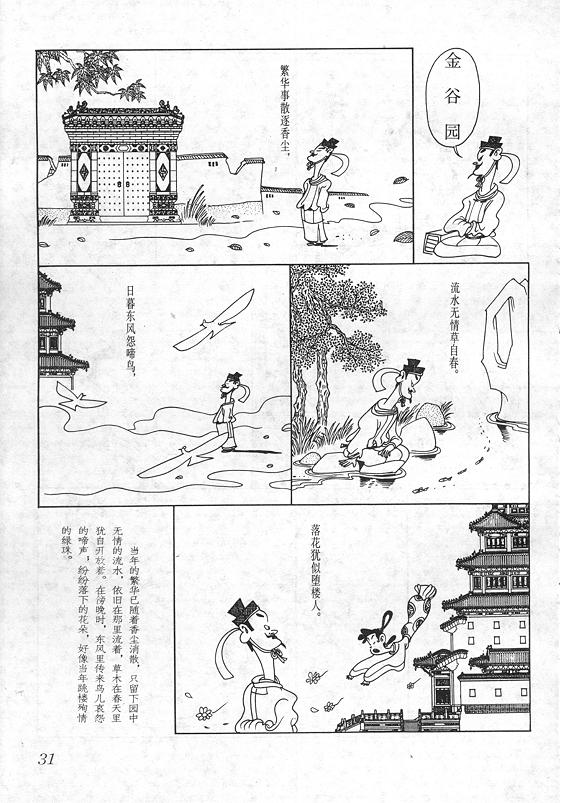 金谷园
繁华事散逐香尘，
流水无情草自春。
日暮东风怨啼鸟，
落花犹似堕楼人。
当年的繁华已随着香尘消散，只留下园中
无情的流水，依旧在那里流着，草木在春天里
犹自开放着。在傍晚时，东风里传来鸟儿哀怨
的啼声；纷纷落下的花朵，好像当年跳楼殉情
的绿珠。
31